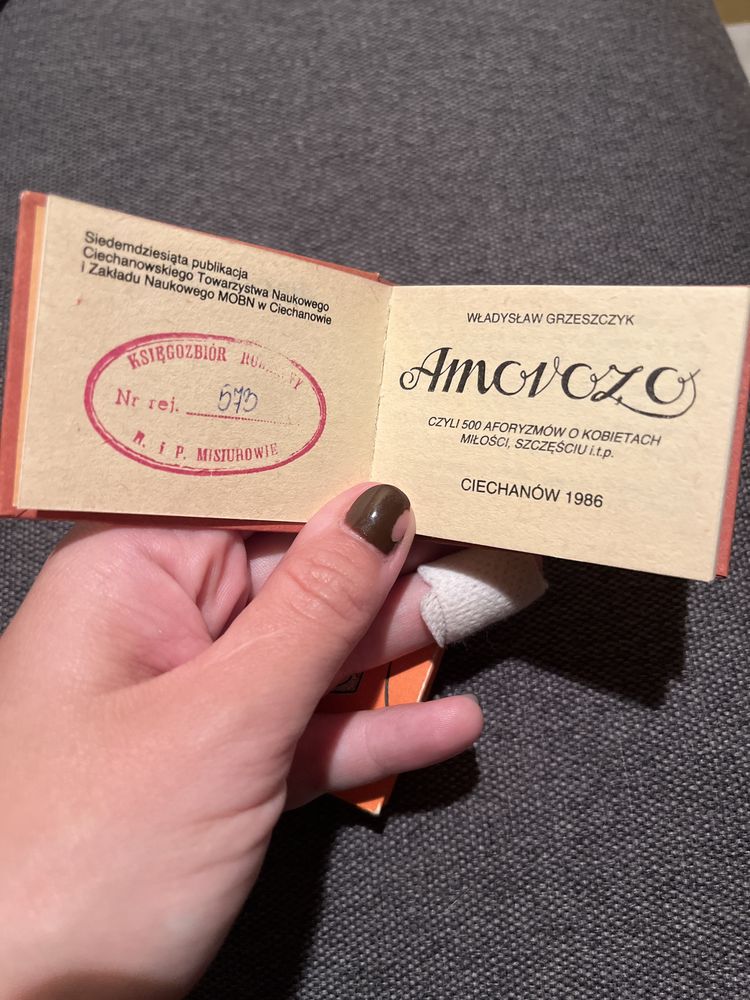 Siedemdziesiąta publikacja
Ciechanowskiego Towarzystwa Naukowego
i Zakładu Naukowego MOBN w Ciechanowie
KSIĘGOZBIÓR
Nr rej. 573
i P. MISIUROWIE
WŁADYSŁAW GRZESZCZYK
Amorozo
CZYLI 500 AFORYZMÓW O KOBIETACH
MIŁOŚCI, SZCZĘŚCIU i.t.p.
CIECHANÓW 1986